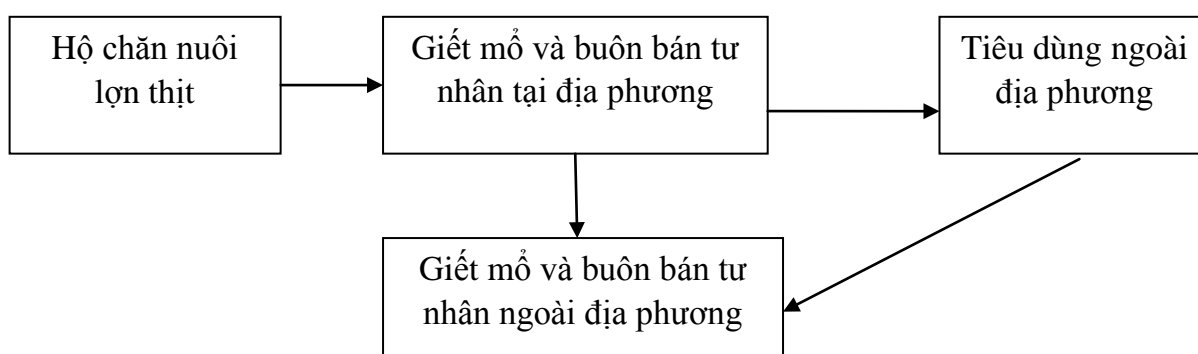 Hộ chăn nuôi
lợn thịt
Giết mổ và buôn bán tư
nhân tại địa phương
Tiêu dùng ngoài
địa phương
Giết mổ và buôn bán tư
nhân ngoài địa phương